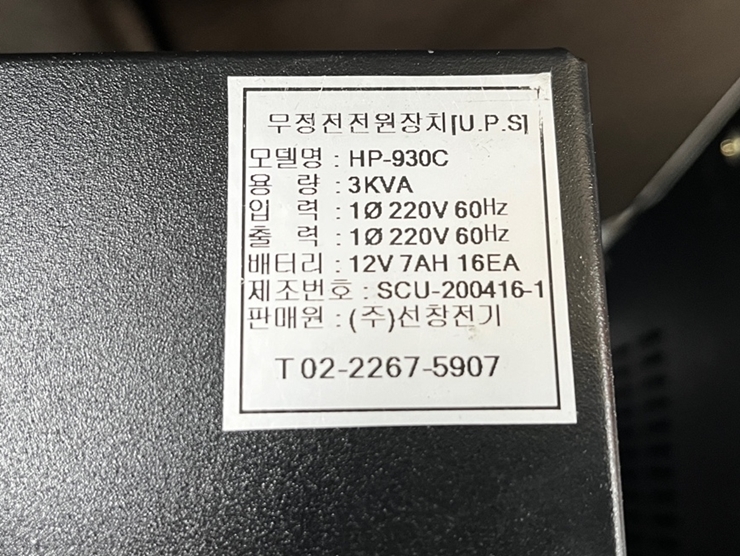 무정전전원장치[U.P.S]
모델명 : HP-930C
용 량 : 3KVA
입 력 : 1Ø 220V 60Hz
출 력 : 1Ø 220V 60Hz
배터리 : 12V 7AH 16EA
제조번호 : SCU-200416-1
판매원 : (주)선창전기
T 02-2267-5907